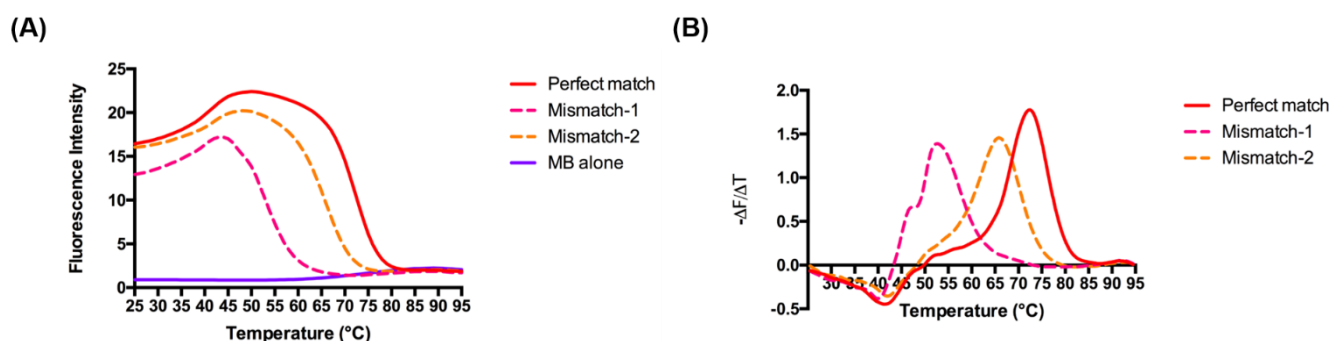 (A)
Fluorescence Intensity
25
20
15
10
5
0
25 30 35 40 45 50 55 60 65 70 75 80 85 90 95
Temperature (°C)
Perfect match
Mismatch-1
Mismatch-2
MB alone
(B)
-ΔF/ΔT
2.0
1.5
1.0
0.5
0.0
-0.5
30 35 40 45 50 55 60 65 70 75 80 85 90 95
Temperature (°C)
Perfect match
Mismatch-1
Mismatch-2